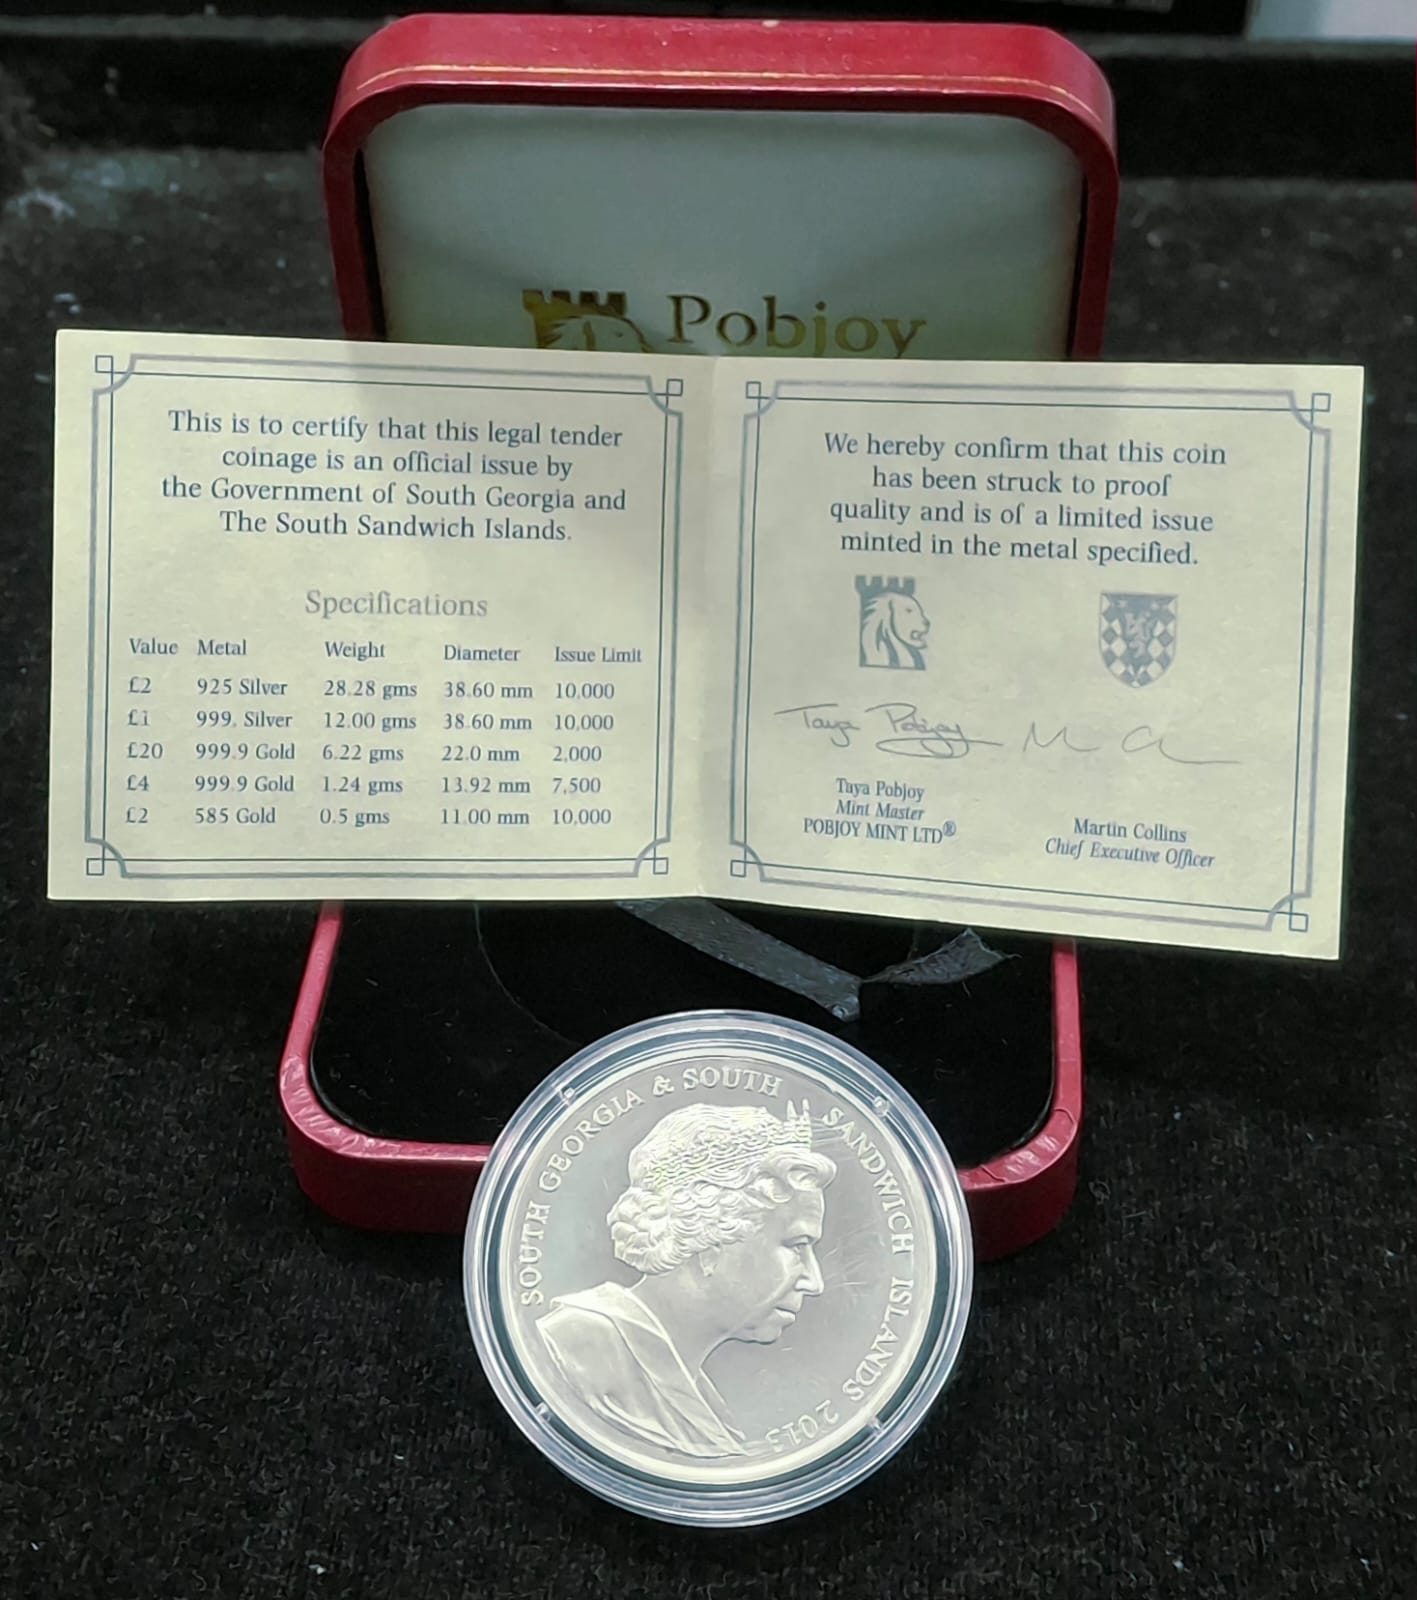 Pobjoy
This is to certify that this legal tender
coinage is an official issue by
the Government of South Georgia and
The South Sandwich Islands.
Specifications
Value Metal Weight Diameter Issue Limit
£2 925 Silver 28.28 gms 38.60 mm 10,000
£1 999. Silver 12.00 gms 38.60 mm 10,000
£20 999.9 Gold 6.22 gms 22.0 mm 2,000
£4 999.9 Gold 1.24 gms 13.92 mm 7,500
£2 585 Gold 0.5 gms 11.00 mm 10,000
We hereby confirm that this coin
has been struck to proof
quality and is of a limited issue
minted in the metal specified.
Taya Pobjoy
Taya Pobjoy
Mint Master
POBJOY MINT LTD®
Martin Collins
Chief Executive Officer
SOUTH GEORGIA & SOUTH SANDWICH ISLANDS 2013